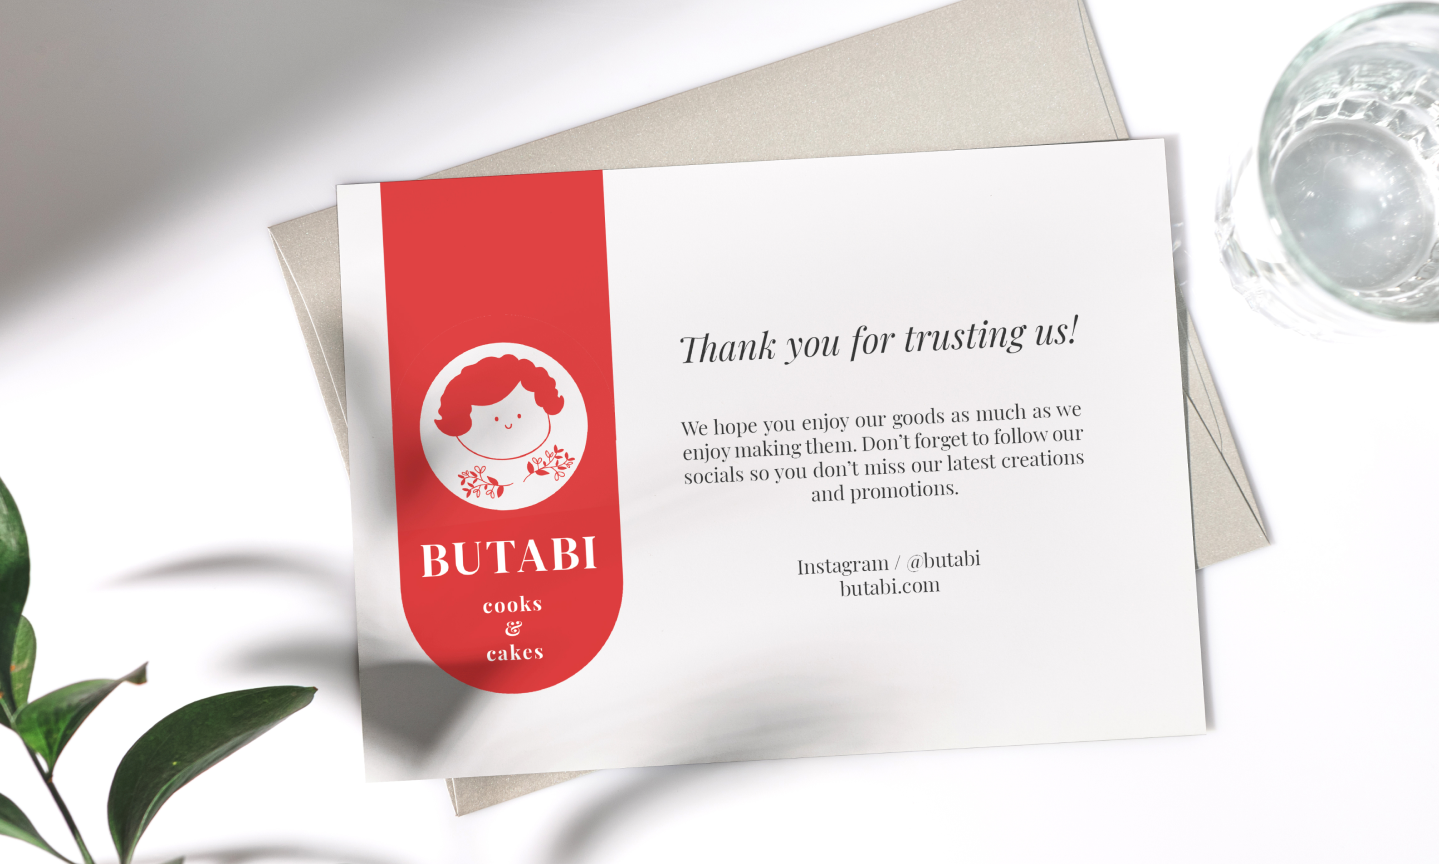 BUTABI
cooks
&
cakes
Thank you for trusting us!
We hope you enjoy our goods as much as we
enjoy making them. Don't forget to follow our
socials so you don't miss our latest creations
and promotions.
Instagram / @butabi
butabi.com